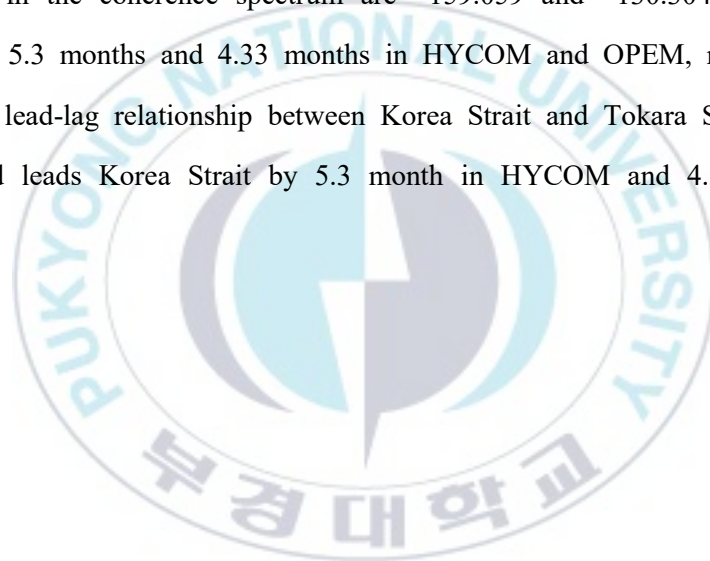 in the coherence spectrum are 159.059 and 130.304
5.3 months and 4.33 months in HYCOM and OPEM,
lead-lag relationship between Korea Strait and Tokara
leads Korea Strait by 5.3 month in HYCOM and 4.
PUKYONG NATIONAL UNIVERSITY
부경대학교